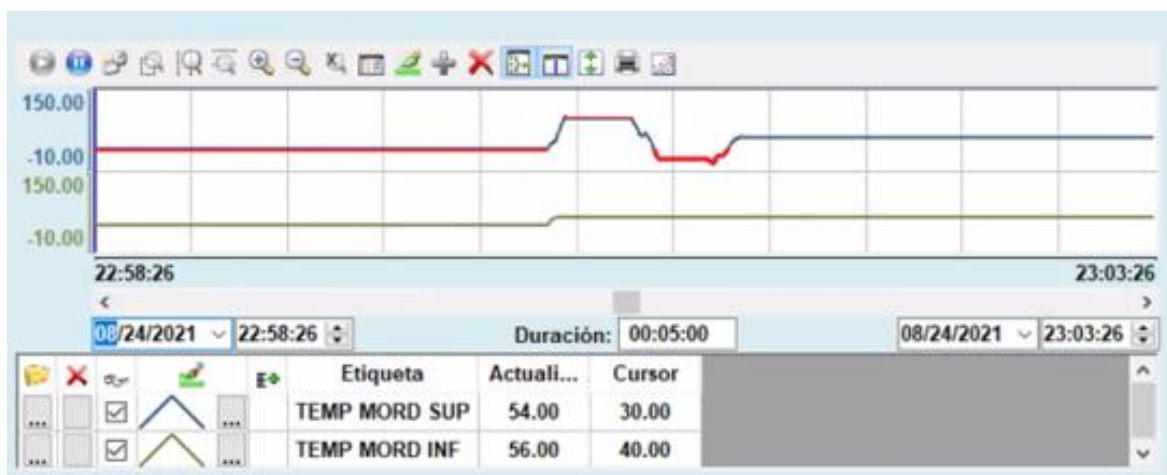 150.00
-10.00
150.00
-10.00
22:58:26 23:03:26
08/24/2021 22:58:26 Duración: 00:05:00 08/24/2021 23:03:26
Etiqueta Actuali... Cursor
... ... TEMP MORD SUP 54.00 30.00
... ... TEMP MORD INF 56.00 40.00